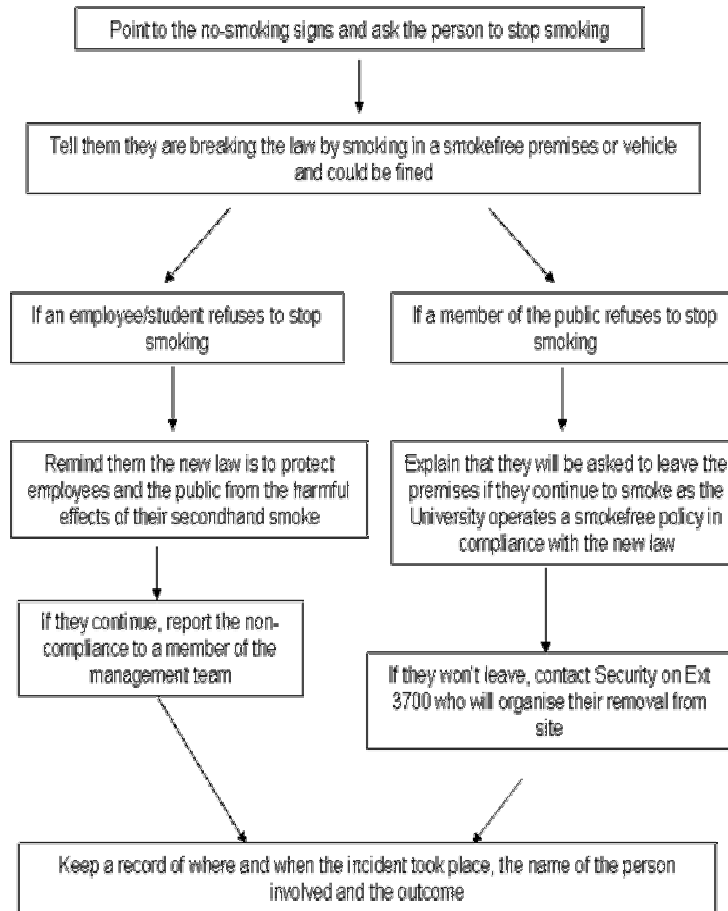 Point to the no-smoking signs and ask the person to stop smoking
Tell them they are breaking the law by smoking in a smokefree premises or vehicle
and could be fined
If an employee/student refuses to stop
smoking
If a member of the public refuses to stop
smoking
Remind them the new law is to protect
employees and the public from the harmful
effects of their secondhand smoke
Explain that they will be asked to leave the
premises if they continue to smoke as the
University operates a smokefree policy in
compliance with the new law
If they continue, report the non-
compliance to a member of the
management team
If they won't leave, contact Security on Ext
3700 who will organise their removal from
site
Keep a record of where and when the incident took place, the name of the person
involved and the outcome